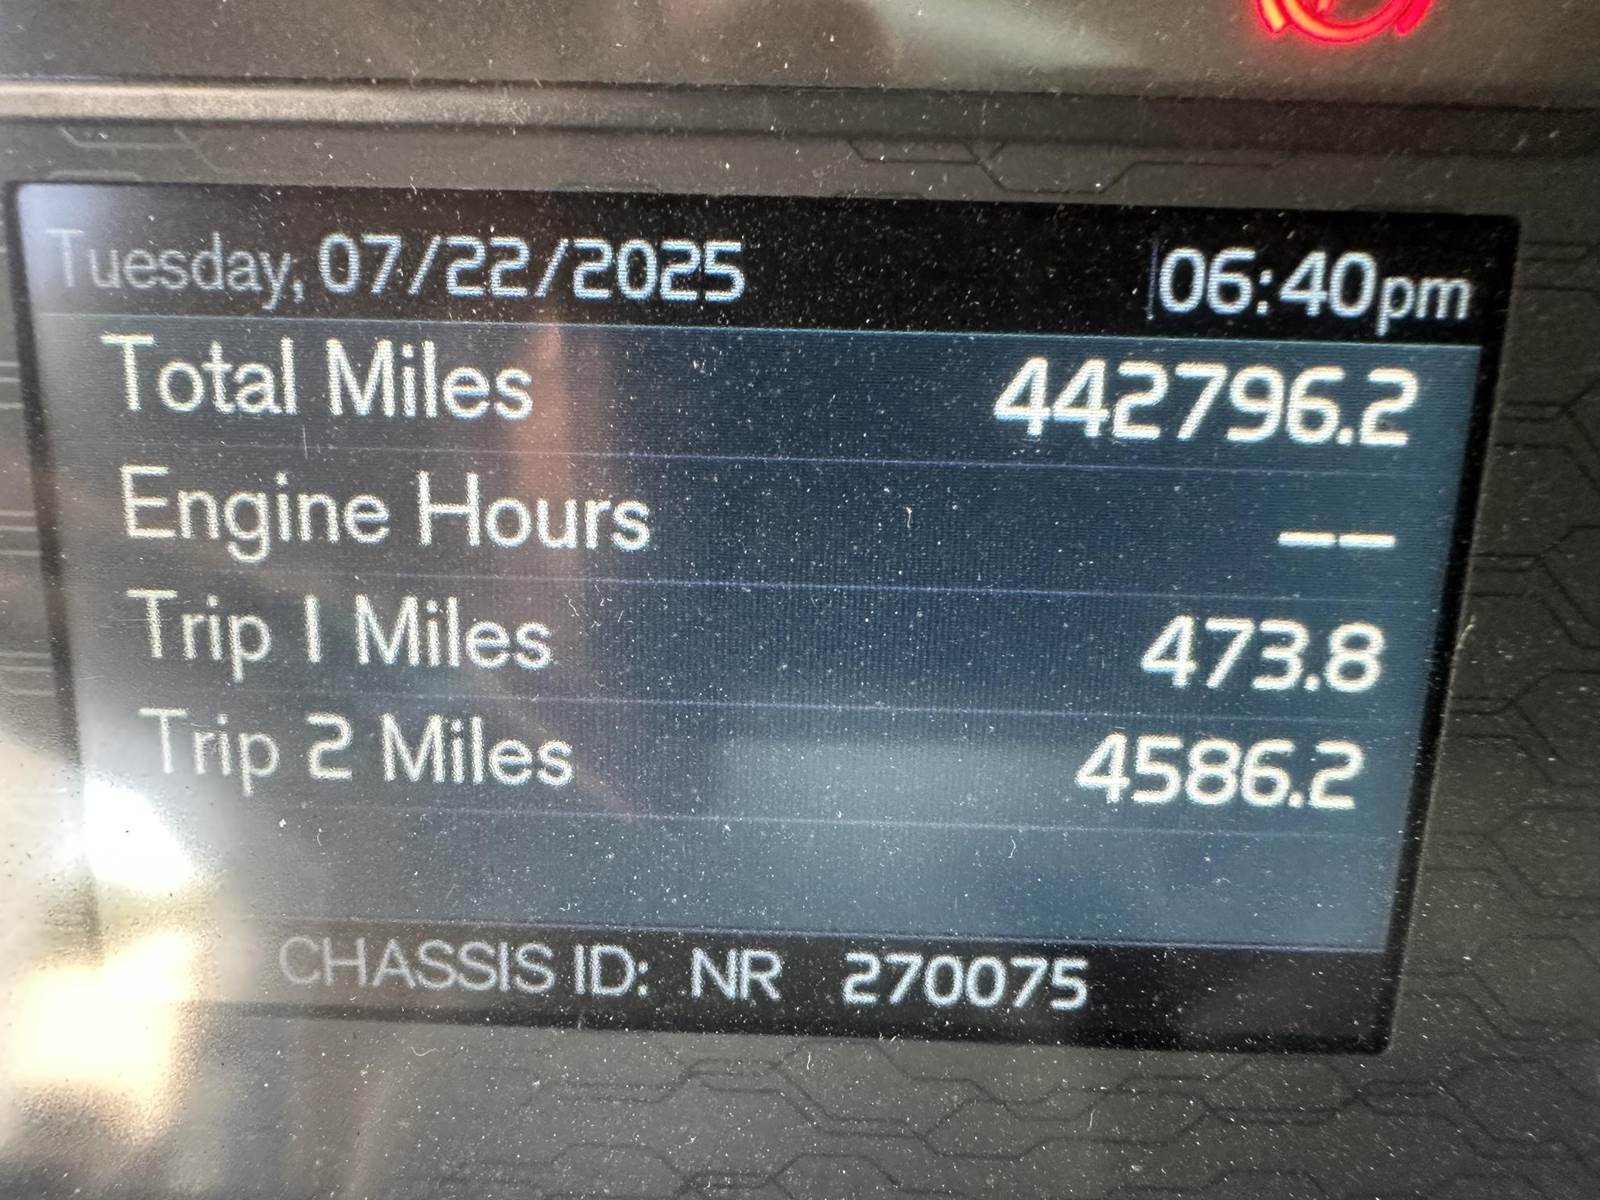 Tuesday, 07/22/2025 06:40pm
Total Miles 442796.2
Engine Hours --
Trip 1 Miles 473.8
Trip 2 Miles 4586.2
CHASSIS ID: NR 270075